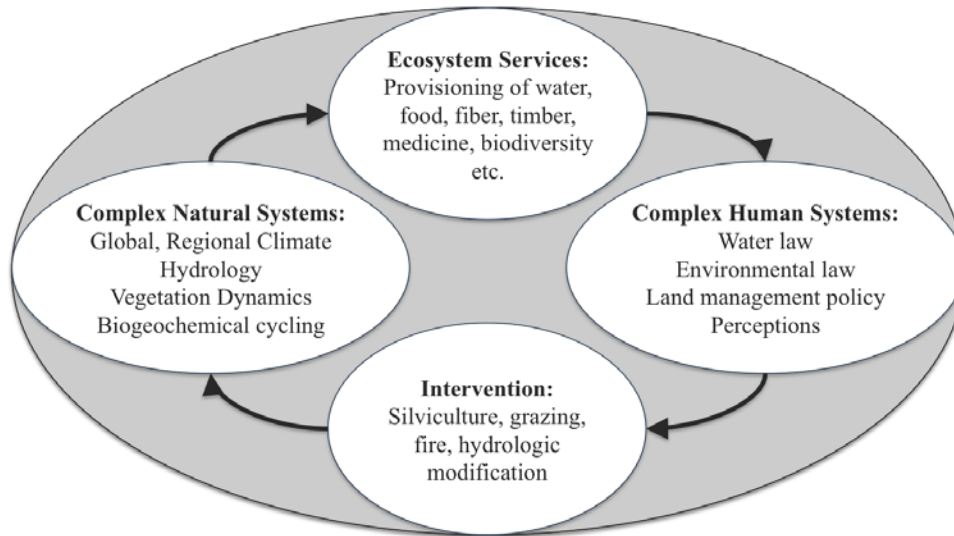 Ecosystem Services:
Provisioning of water,
food, fiber, timber,
medicine, biodiversity
etc.
Complex Natural Systems:
Global, Regional Climate
Hydrology
Vegetation Dynamics
Biogeochemical cycling
Complex Human Systems:
Water law
Environmental law
Land management policy
Perceptions
Intervention:
Silviculture, grazing,
fire, hydrologic
modification